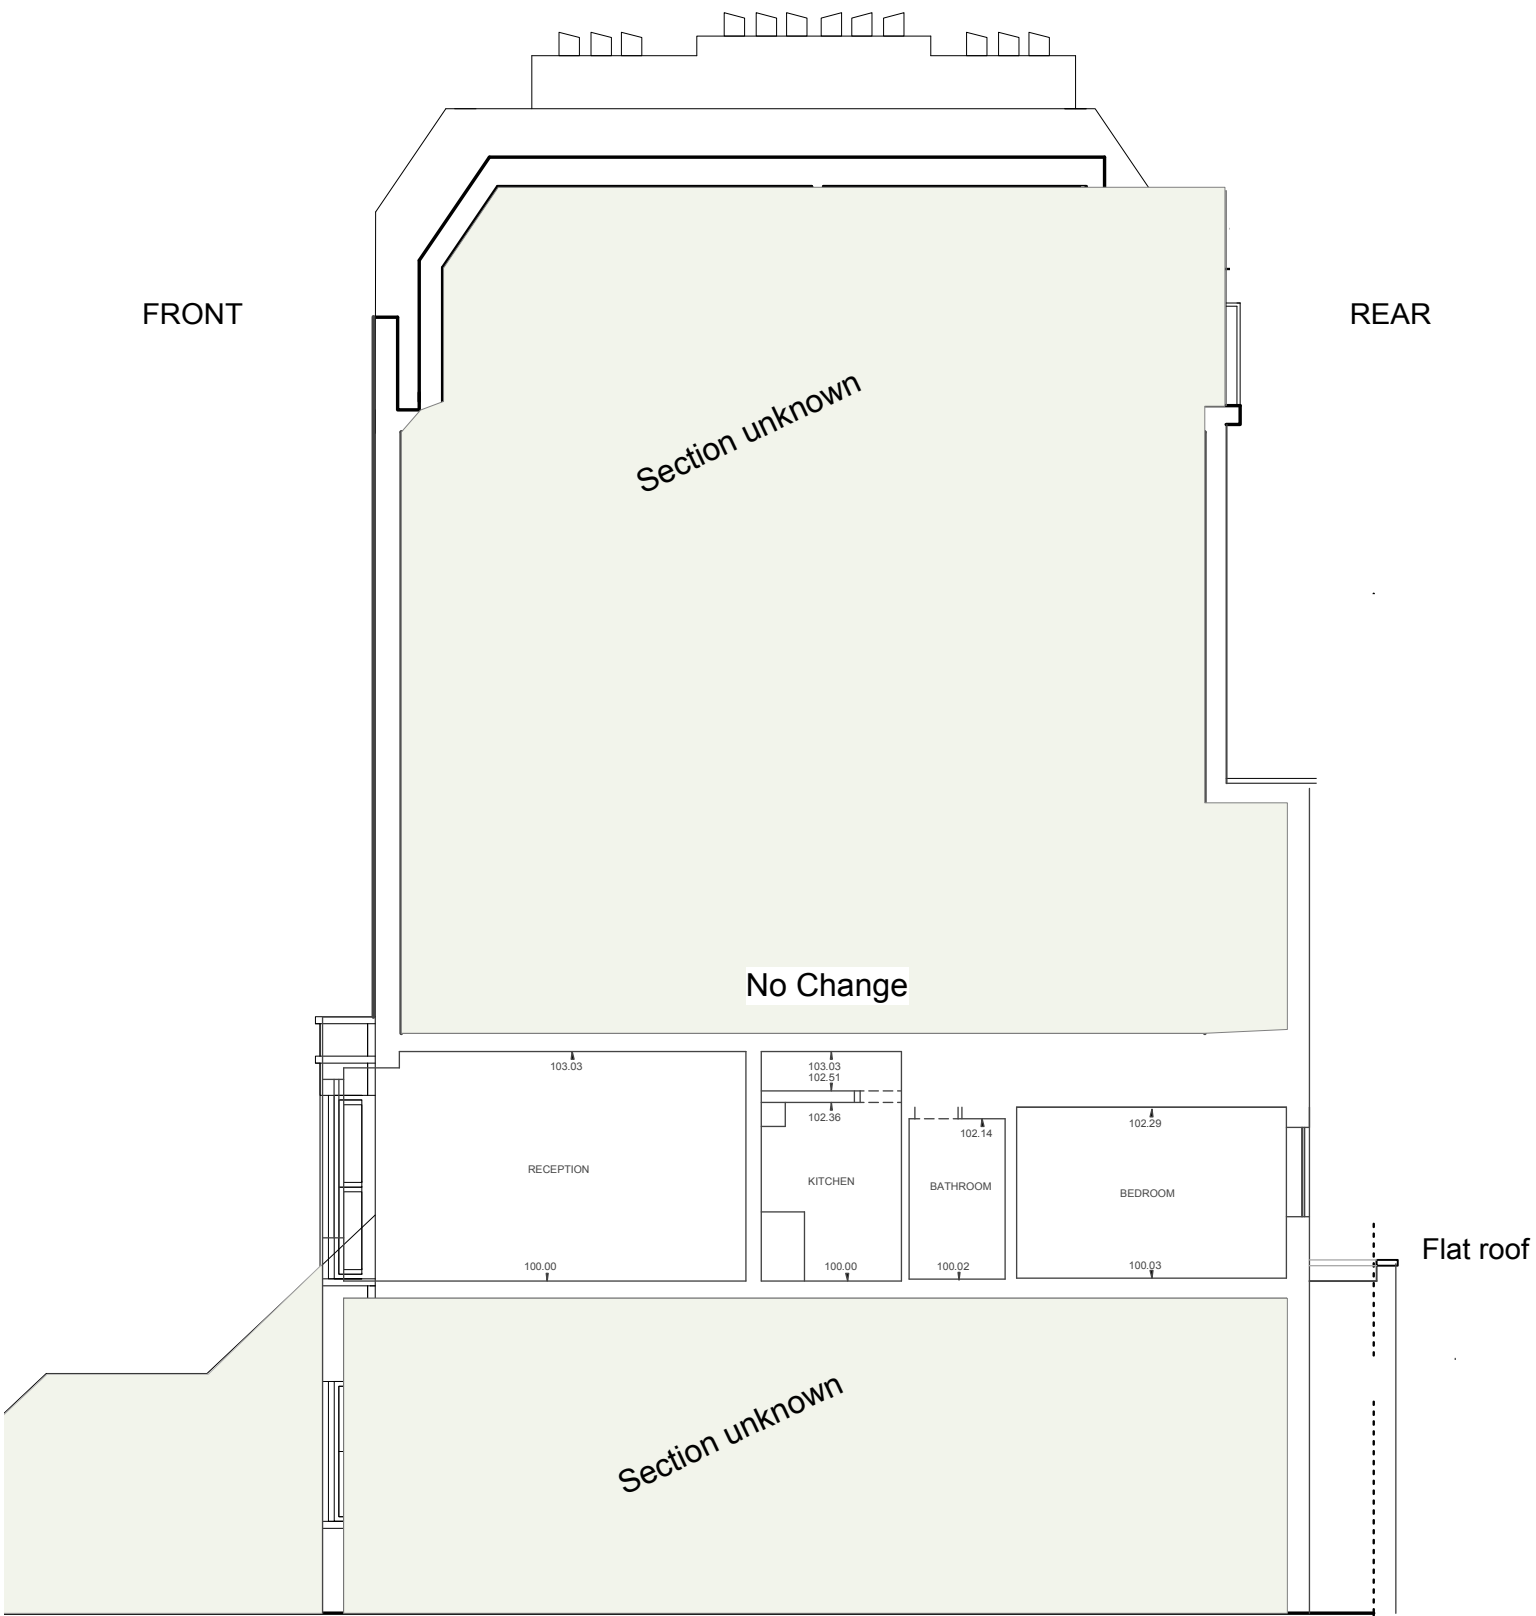 FRONT
REAR
Section unknown
No Change
103.03
103.03
102.51
102.36
102.14
102.29
RECEPTION
KITCHEN
BATHROOM
BEDROOM
100.00
100.00
100.02
100.03
Flat roof
Section unknown